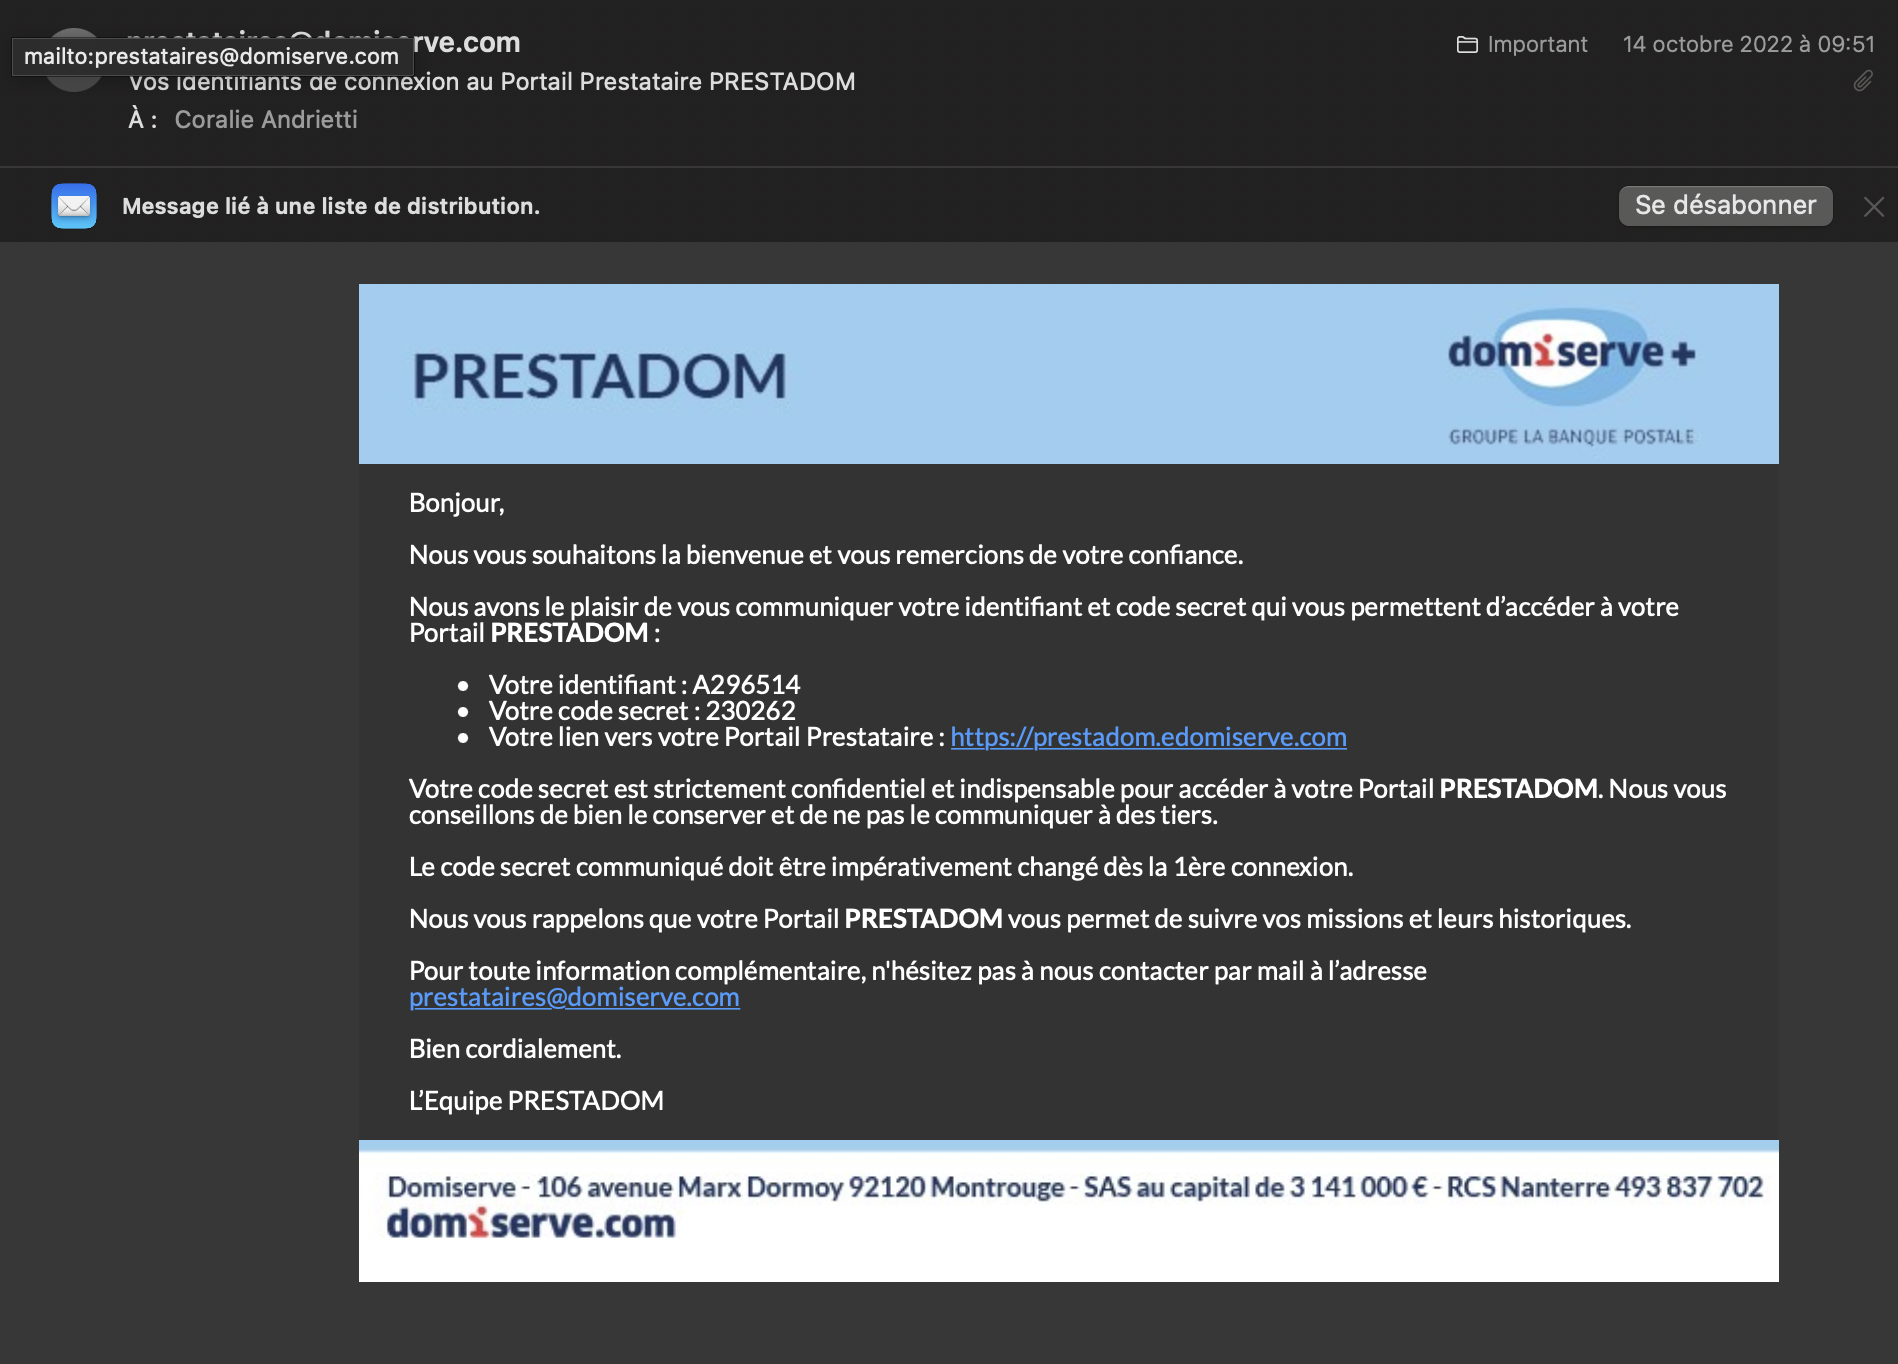 prestataires@domiserve.com
mailto:prestataires@domiserve.com
Important
14 octobre 2022 à 09:51
Vos identifiants de connexion au Portail Prestataire PRESTADOM
À : Coralie Andrietti
Message lié à une liste de distribution.
Se désabonner
PRESTADOM
domiserve +
GROUPE LA BANQUE POSTALE
Bonjour,
Nous vous souhaitons la bienvenue et vous remercions de votre confiance.
Nous avons le plaisir de vous communiquer votre identifiant et code secret qui vous permettent d’accéder à votre
Portail PRESTADOM :
• Votre identifiant : A296514
• Votre code secret : 230262
• Votre lien vers votre Portail Prestataire : https://prestadom.edomiserve.com
Votre code secret est strictement confidentiel et indispensable pour accéder à votre Portail PRESTADOM. Nous vous
conseillons de bien le conserver et de ne pas le communiquer à des tiers.
Le code secret communiqué doit être impérativement changé dès la 1ère connexion.
Nous vous rappelons que votre Portail PRESTADOM vous permet de suivre vos missions et leurs historiques.
Pour toute information complémentaire, n'hésitez pas à nous contacter par mail à l’adresse
prestataires@domiserve.com
Bien cordialement.
L’Equipe PRESTADOM
Domiserve - 106 avenue Marx Dormoy 92120 Montrouge - SAS au capital de 3 141 000 € - RCS Nanterre 493 837 702
domiserve.com